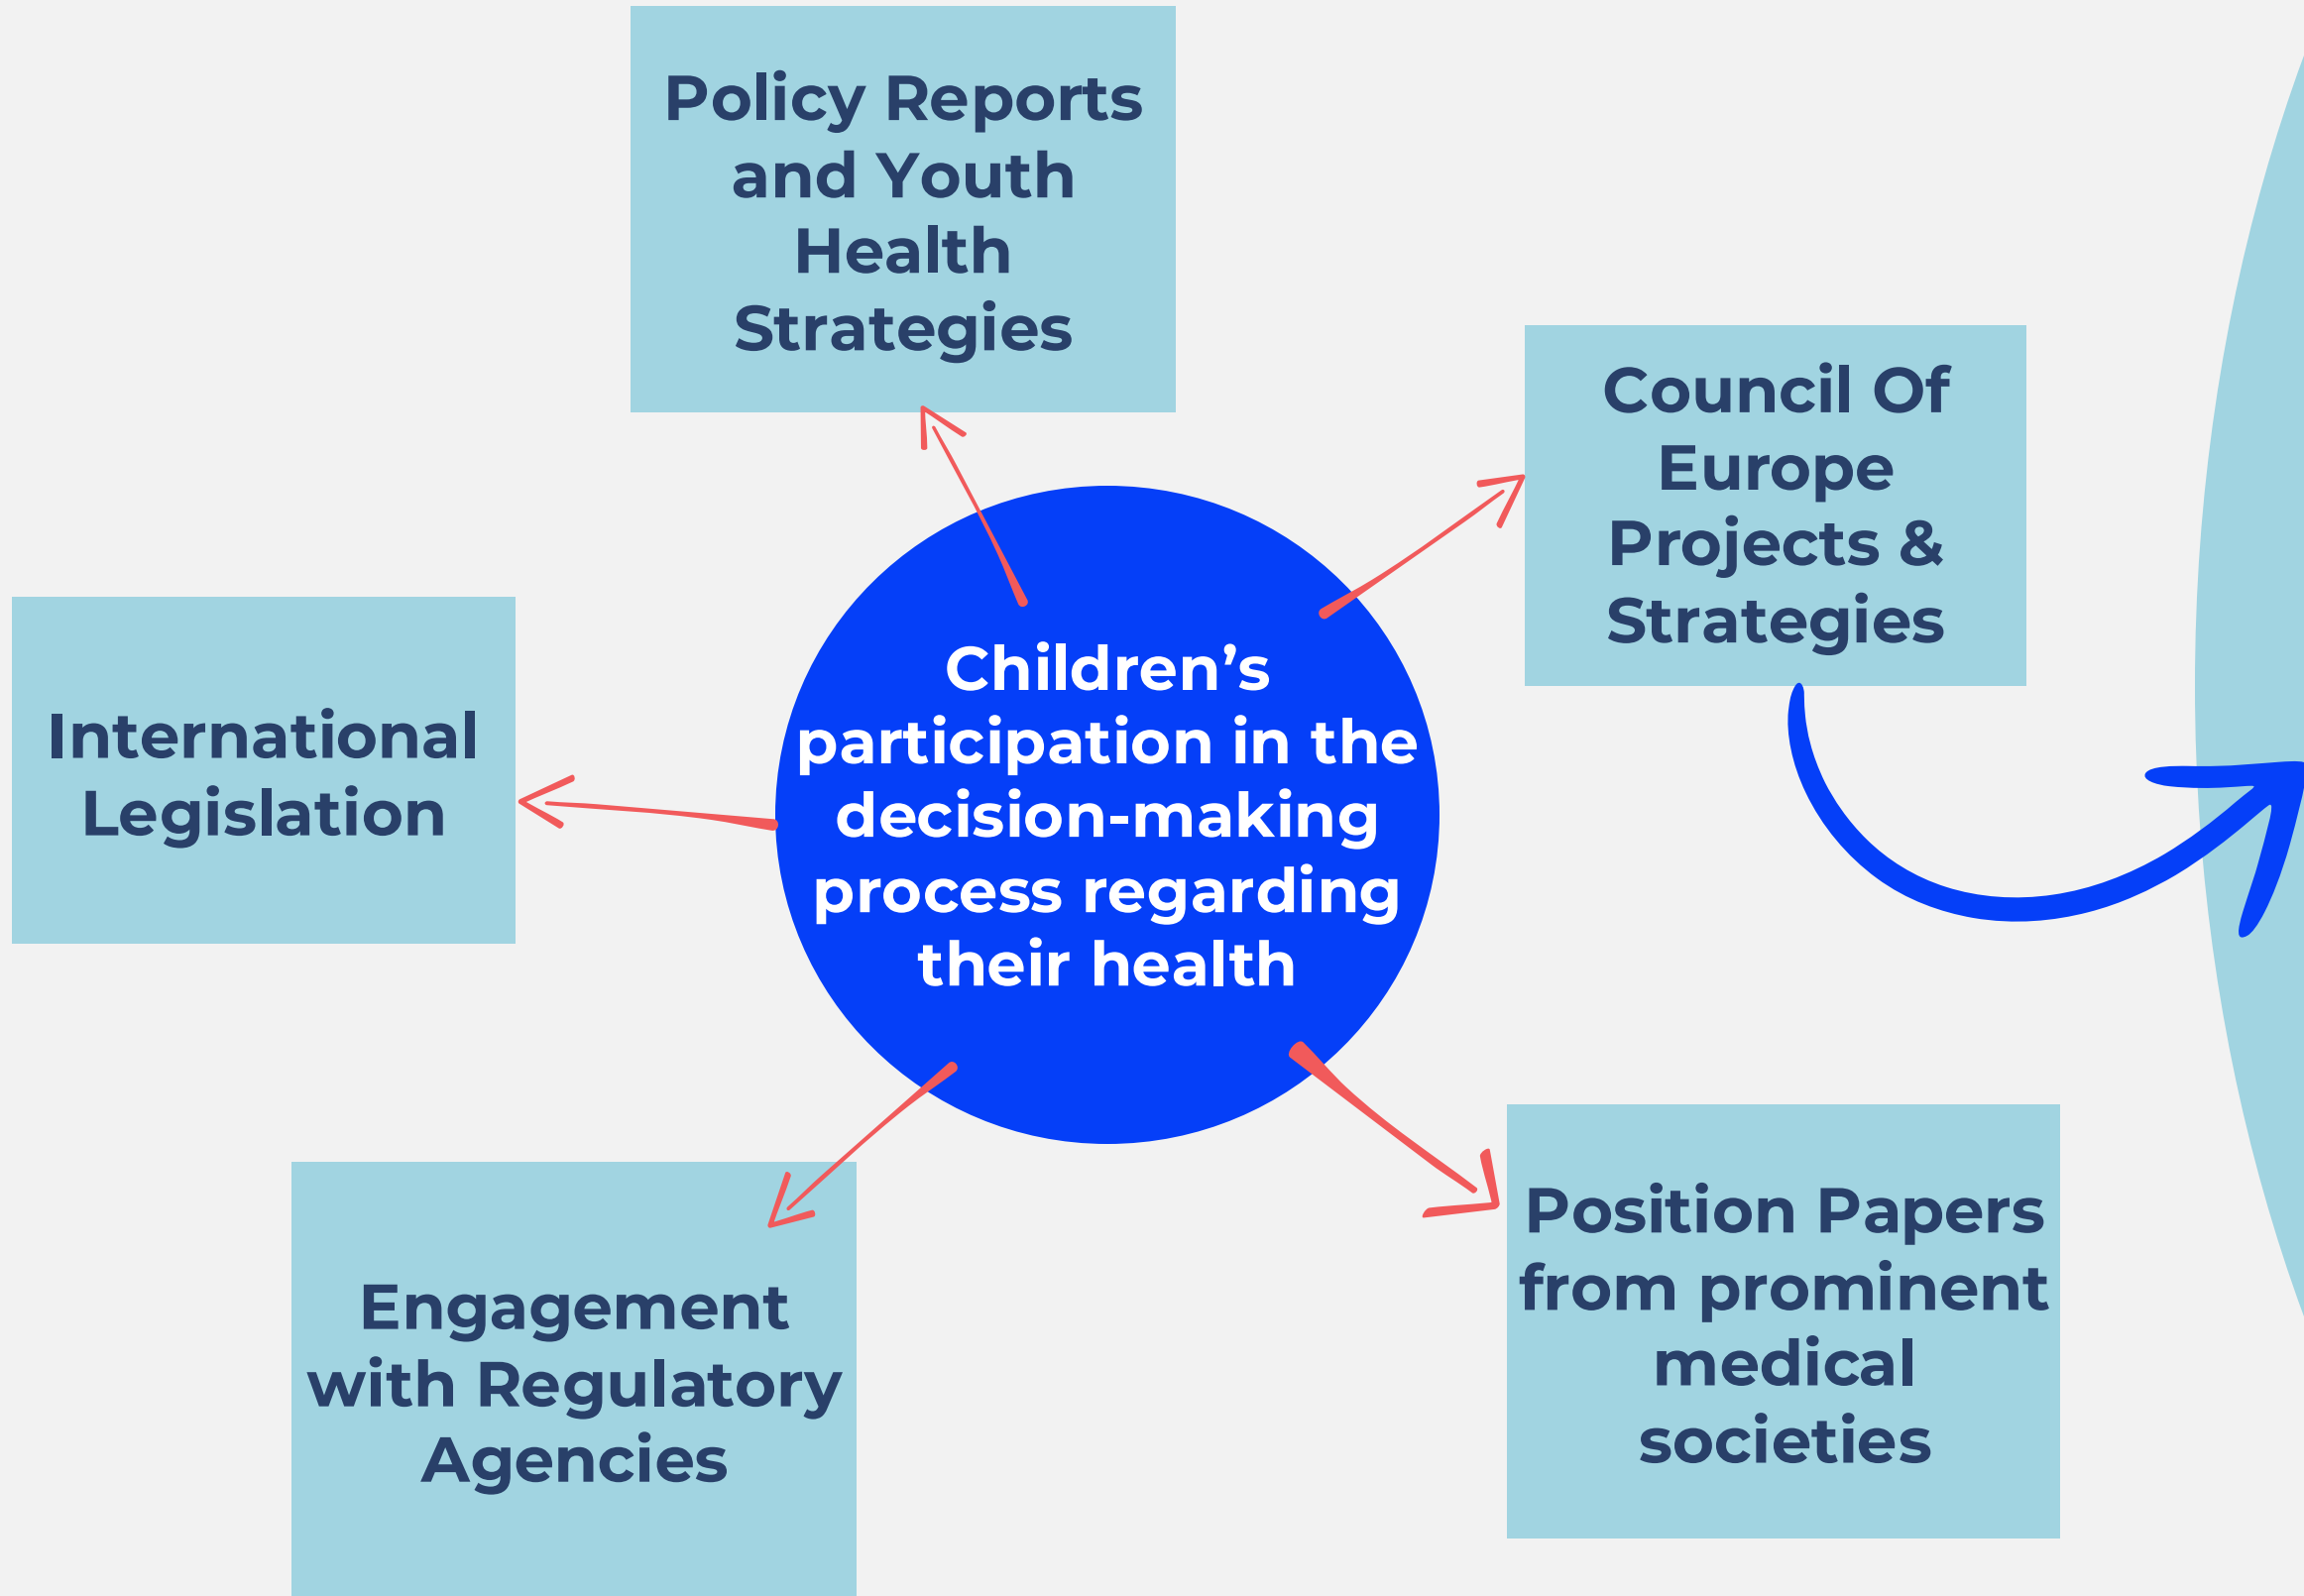 Policy Reports
and Youth
Health
Strategies
Council Of
Europe
Projects &
Strategies
International
Legislation
Children's
participation in the
decision-making
process regarding
their health
Engagement
with Regulatory
Agencies
Position Papers
from prominent
medical
societies